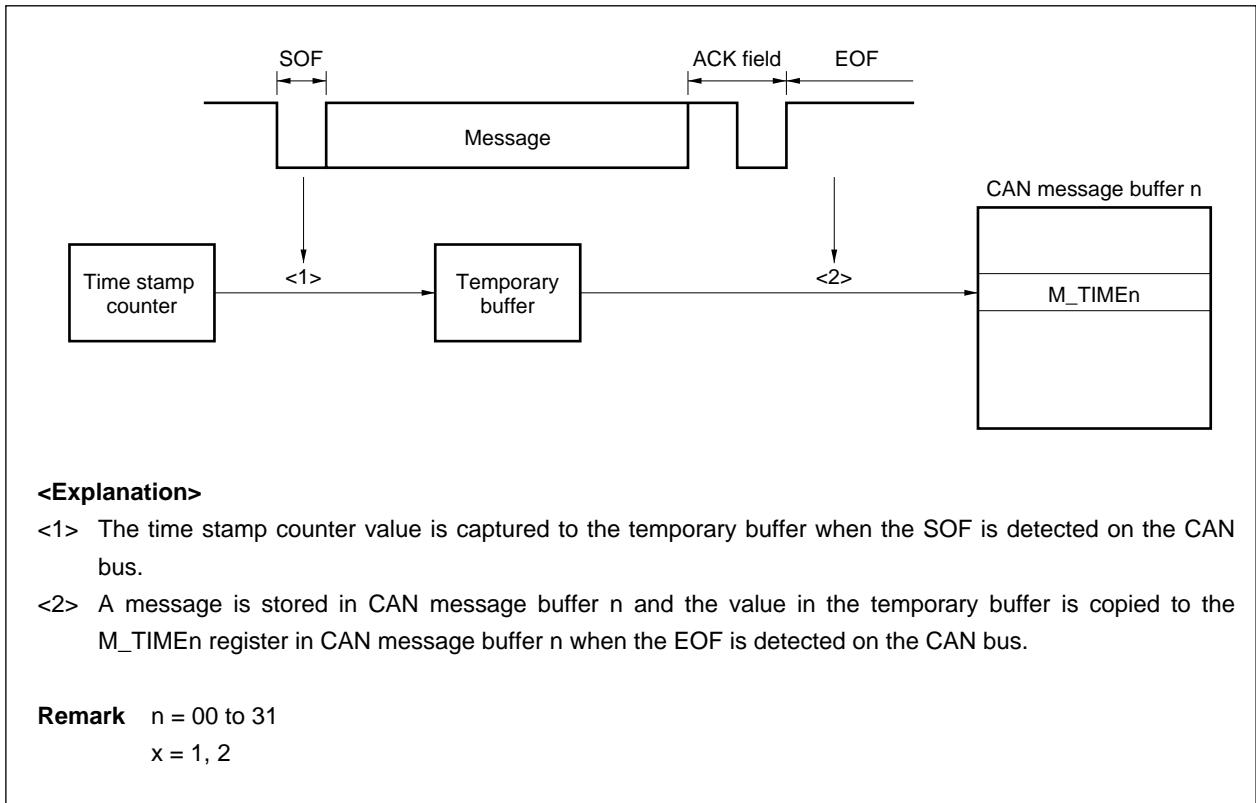 SOF
ACK field
EOF
Message
CAN message buffer n
Time stamp
counter
<1>
Temporary
buffer
<2>
M_TIMEn
<Explanation>
<1> The time stamp counter value is captured to the temporary buffer when the SOF is detected on the CAN
bus.
<2> A message is stored in CAN message buffer n and the value in the temporary buffer is copied to the
M_TIMEn register in CAN message buffer n when the EOF is detected on the CAN bus.
Remark n = 00 to 31
x = 1, 2